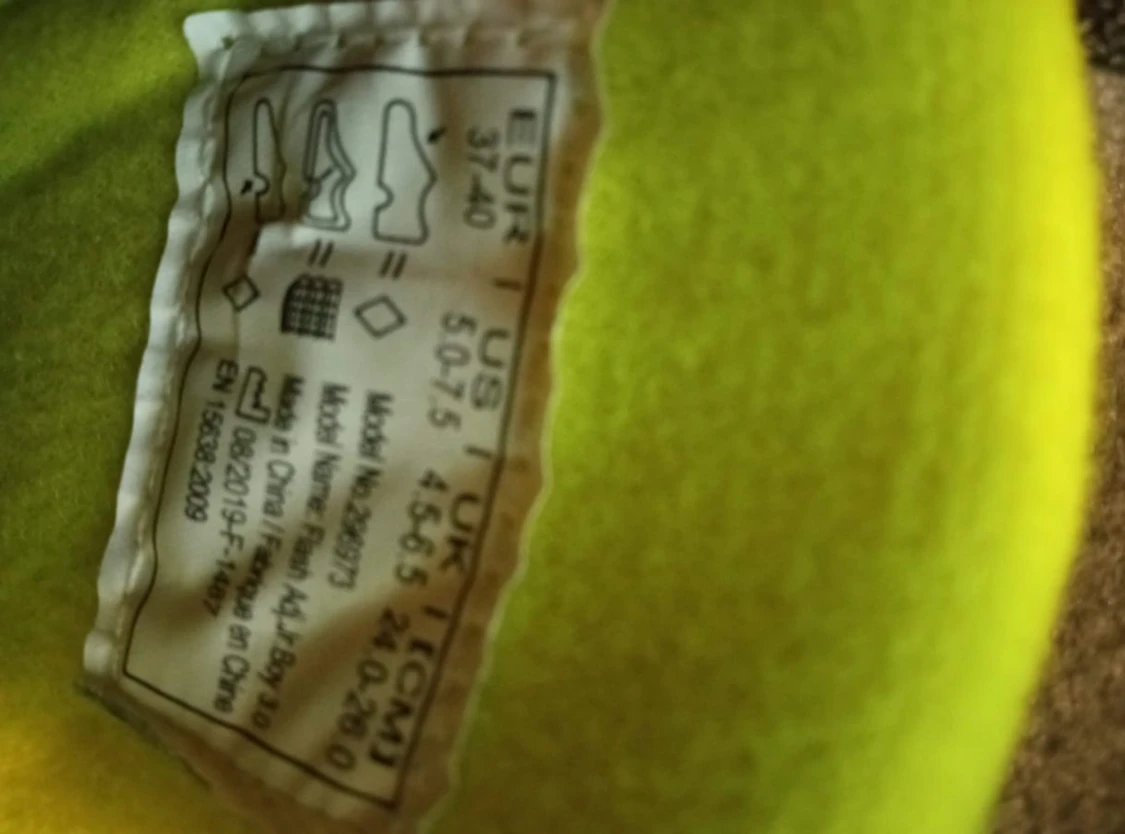 EUR | US | UK | [CM]
37-40 5.0-7.5 4.5-6.5 24.0-26.0
Model No.296973
Model Name: Flash Adj. Jr Boy 3.0
Made in China / Fabriqué en Chine
08/2019-F-1487
EN 15638:2009